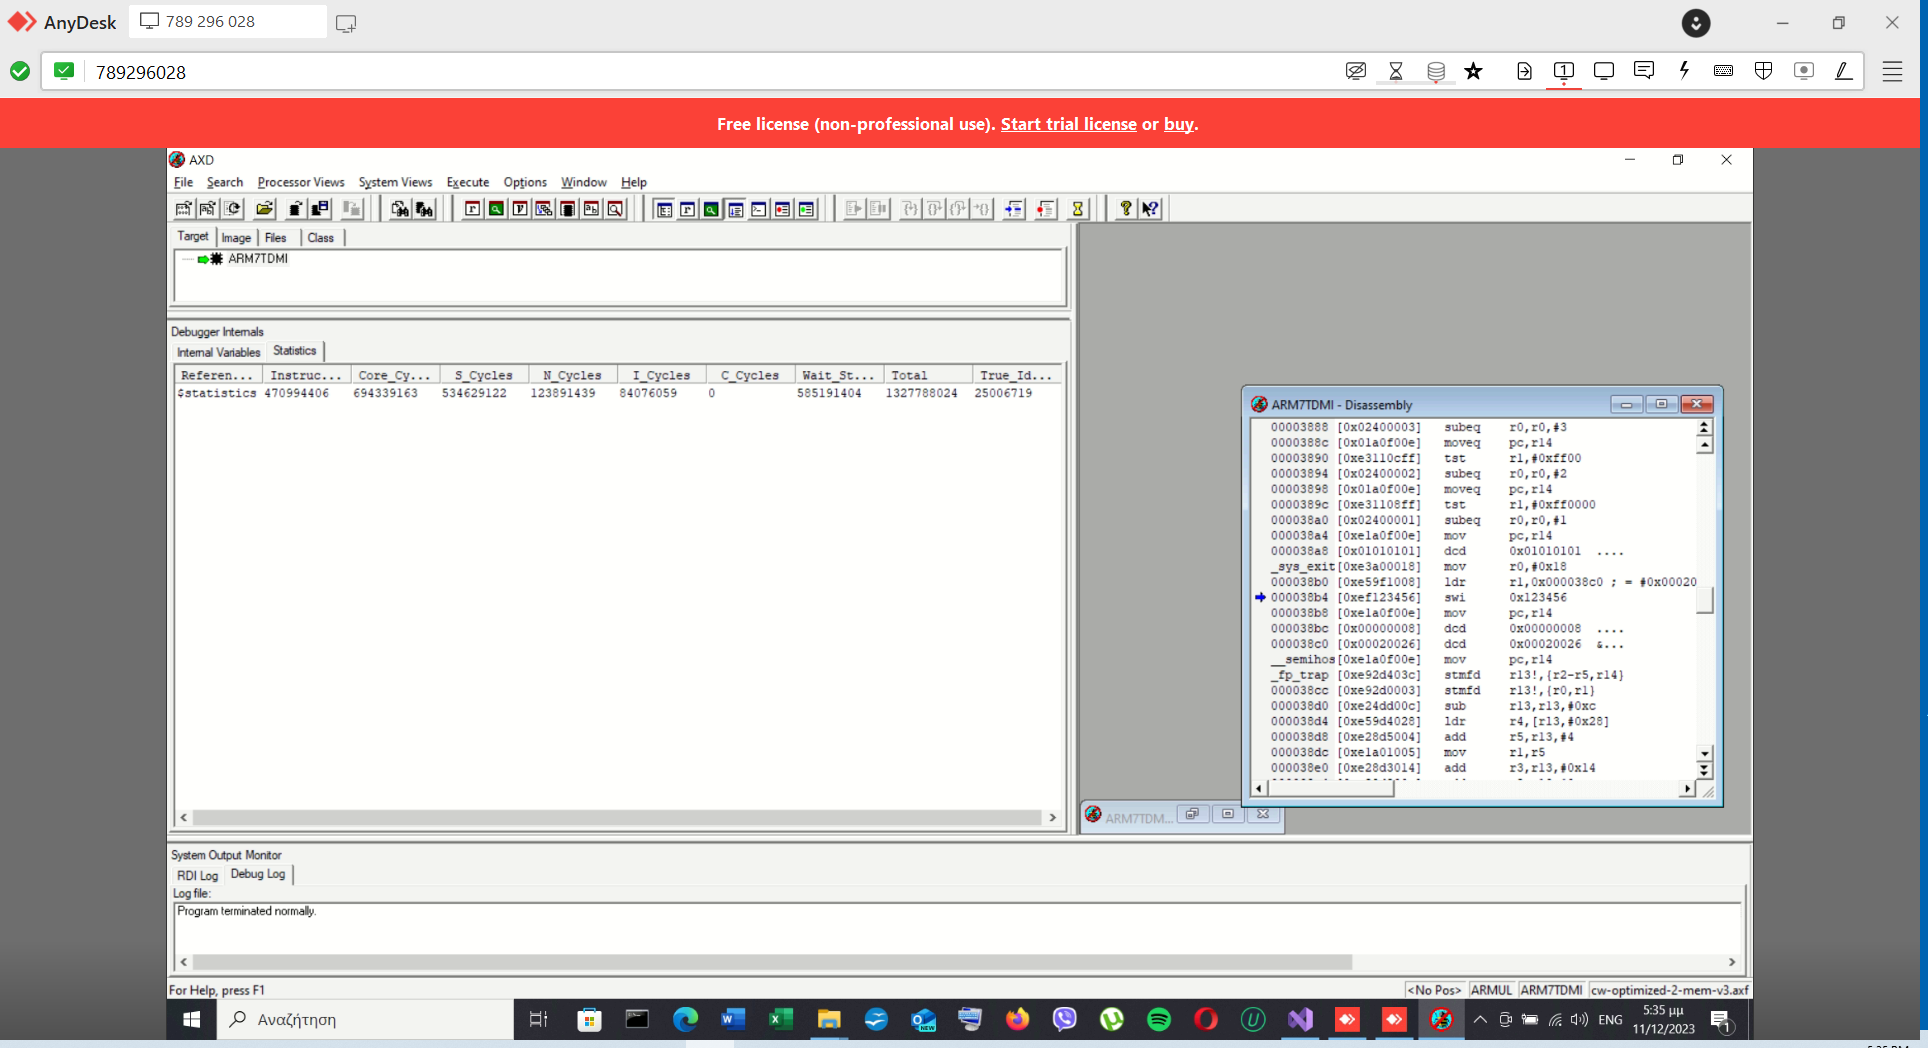 AnyDesk
789 296 028
789296028
Free license (non-professional use). Start trial license or buy.
AXD
File Search Processor Views System Views Execute Options Window Help
Target Image Files Class
ARM7TDMI
Debugger Internals
Internal Variables Statistics
Referen... Instruc... Core_Cy... S_Cycles N_Cycles I_Cycles C_Cycles Wait_St... Total True_Id...
$statistics 470994406 694339163 534629122 123891439 84076059 0 585191404 1327788024 25006719
ARM7TDMI - Disassembly
00003888 [0x02400003] subeq r0,r0,#3
0000388c [0x01a0f00e] moveq pc,r14
00003890 [0xe3110cff] tst r1,#0xff00
00003894 [0x02400002] subeq r0,r0,#2
00003898 [0x01a0f00e] moveq pc,r14
0000389c [0xe31108ff] tst r1,#0xff0000
000038a0 [0x02400001] subeq r0,r0,#1
000038a4 [0xe1a0f00e] mov pc,r14
000038a8 [0x01010101] dcd 0x01010101 ....
_sys_exit[0xe3a00018] mov r0,#0x18
000038b0 [0xe59f1008] ldr r1,0x000038c0 ; = #0x00020
000038b4 [0xef123456] swi 0x123456
000038b8 [0xe1a0f00e] mov pc,r14
000038bc [0x00000008] dcd 0x00000008 ....
000038c0 [0x00020026] dcd 0x00020026 &...
__semihos[0xe1a0f00e] mov pc,r14
_fp_trap [0xe92d403c] stmfd r13!,{r2-r5,r14}
000038cc [0xe92d0003] stmfd r13!,{r0,r1}
000038d0 [0xe24dd00c] sub r13,r13,#0xc
000038d4 [0xe59d4028] ldr r4,[r13,#0x28]
000038d8 [0xe28d5004] add r5,r13,#4
000038dc [0xe1a01005] mov r1,r5
000038e0 [0xe28d3014] add r3,r13,#0x14
ARM7TDM...
System Output Monitor
RDI Log Debug Log
Log file:
Program terminated normally.
For Help, press F1
<No Pos> ARMUL ARM7TDMI cw-optimized-2-mem-v3.axf
Αναζήτηση
ENG
5:35 μμ
11/12/2023
1